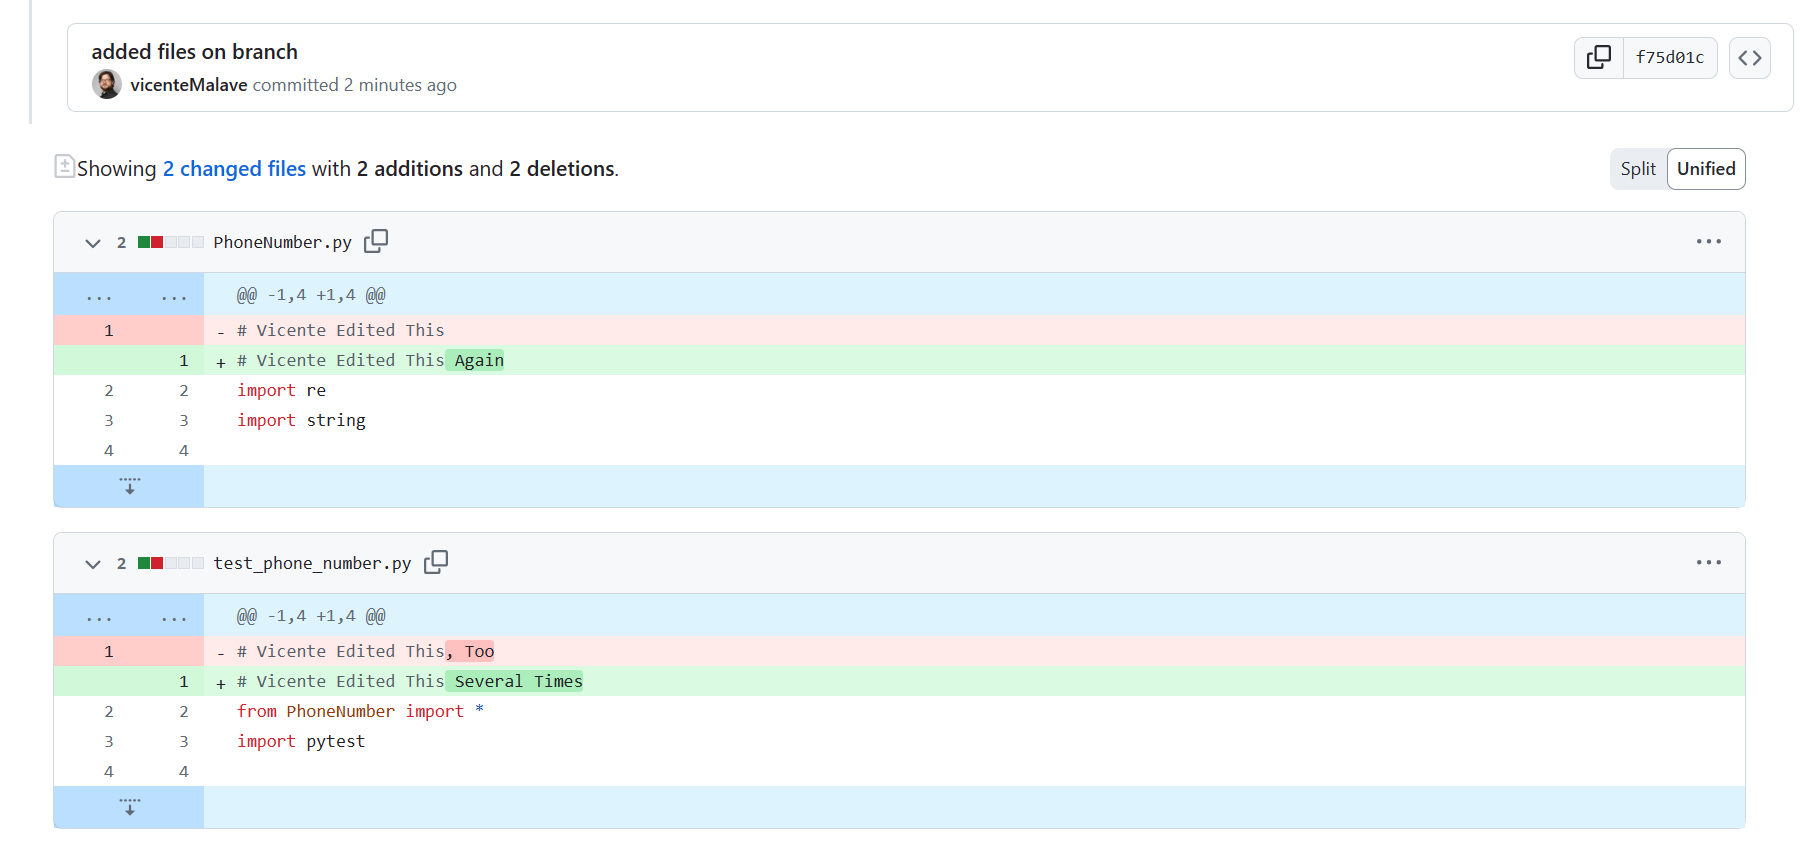 added files on branch
vicenteMalave committed 2 minutes ago
f75d01c
Showing 2 changed files with 2 additions and 2 deletions.
Split Unified
2 PhoneNumber.py
... ... @@ -1,4 +1,4 @@
1 - # Vicente Edited This
1 + # Vicente Edited This Again
2 2 import re
3 3 import string
4 4
2 test_phone_number.py
... ... @@ -1,4 +1,4 @@
1 - # Vicente Edited This, Too
1 + # Vicente Edited This Several Times
2 2 from PhoneNumber import *
3 3 import pytest
4 4